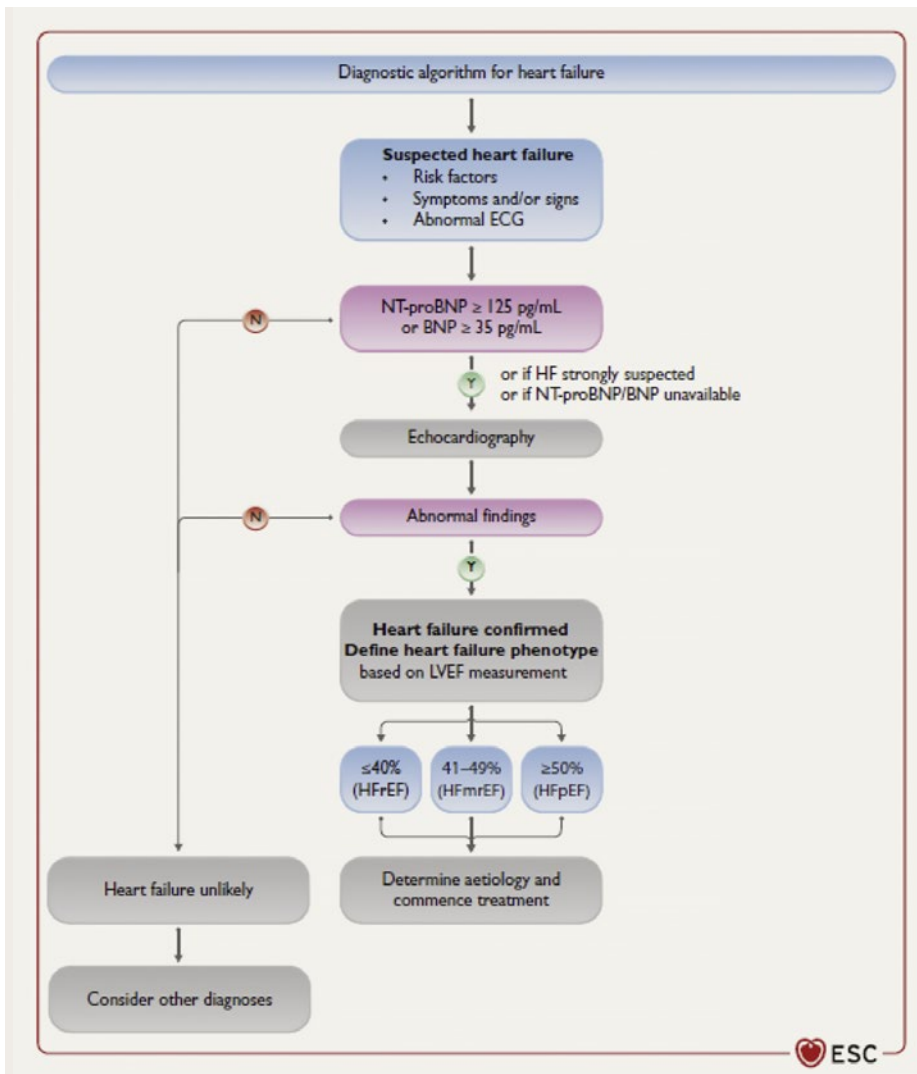 Diagnostic algorithm for heart failure
Suspected heart failure
• Risk factors
• Symptoms and/or signs
• Abnormal ECG
NT-proBNP ≥ 125 pg/mL
or BNP ≥ 35 pg/mL
N
Y
or if HF strongly suspected
or if NT-proBNP/BNP unavailable
Echocardiography
N
Abnormal findings
Y
Heart failure confirmed
Define heart failure phenotype
based on LVEF measurement
≤40%
(HFrEF)
41–49%
(HFmrEF)
≥50%
(HFpEF)
Heart failure unlikely
Determine aetiology and
commence treatment
Consider other diagnoses
ESC